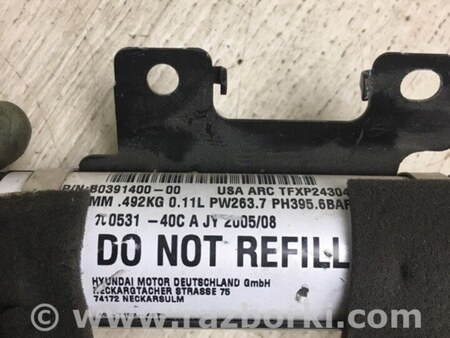 P/N:80391400-00 USA ARC TFXP24304
MM .492KG 0.11L PW263.7 PH395.6BAR
-40C A JY 2005/08
DO NOT REFILL
HYUNDAI MOTOR DEUTSCHLAND GmbH
NECKARGTACHER STRASSE 75
74172 NECKARSULM
© www.razborki.com